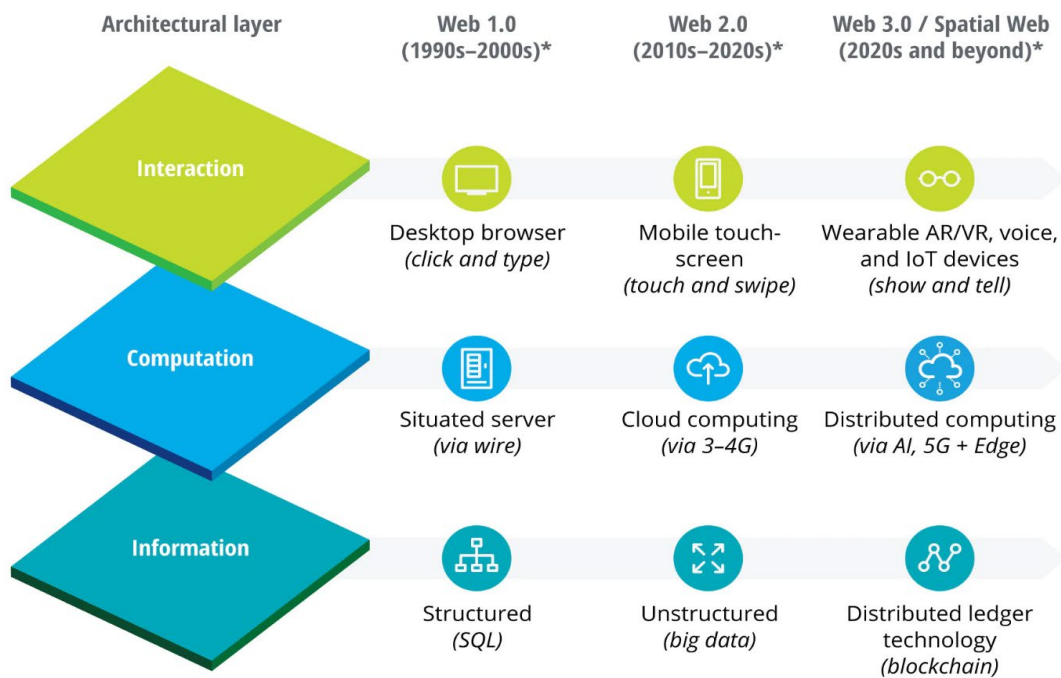 Architectural layer
Web 1.0
(1990s–2000s)*
Web 2.0
(2010s–2020s)*
Web 3.0 / Spatial Web
(2020s and beyond)*
Interaction
Desktop browser
(click and type)
Mobile touch-
screen
(touch and swipe)
Wearable AR/VR, voice,
and IoT devices
(show and tell)
Computation
Situated server
(via wire)
Cloud computing
(via 3–4G)
Distributed computing
(via AI, 5G + Edge)
Information
Structured
(SQL)
Unstructured
(big data)
Distributed ledger
technology
(blockchain)